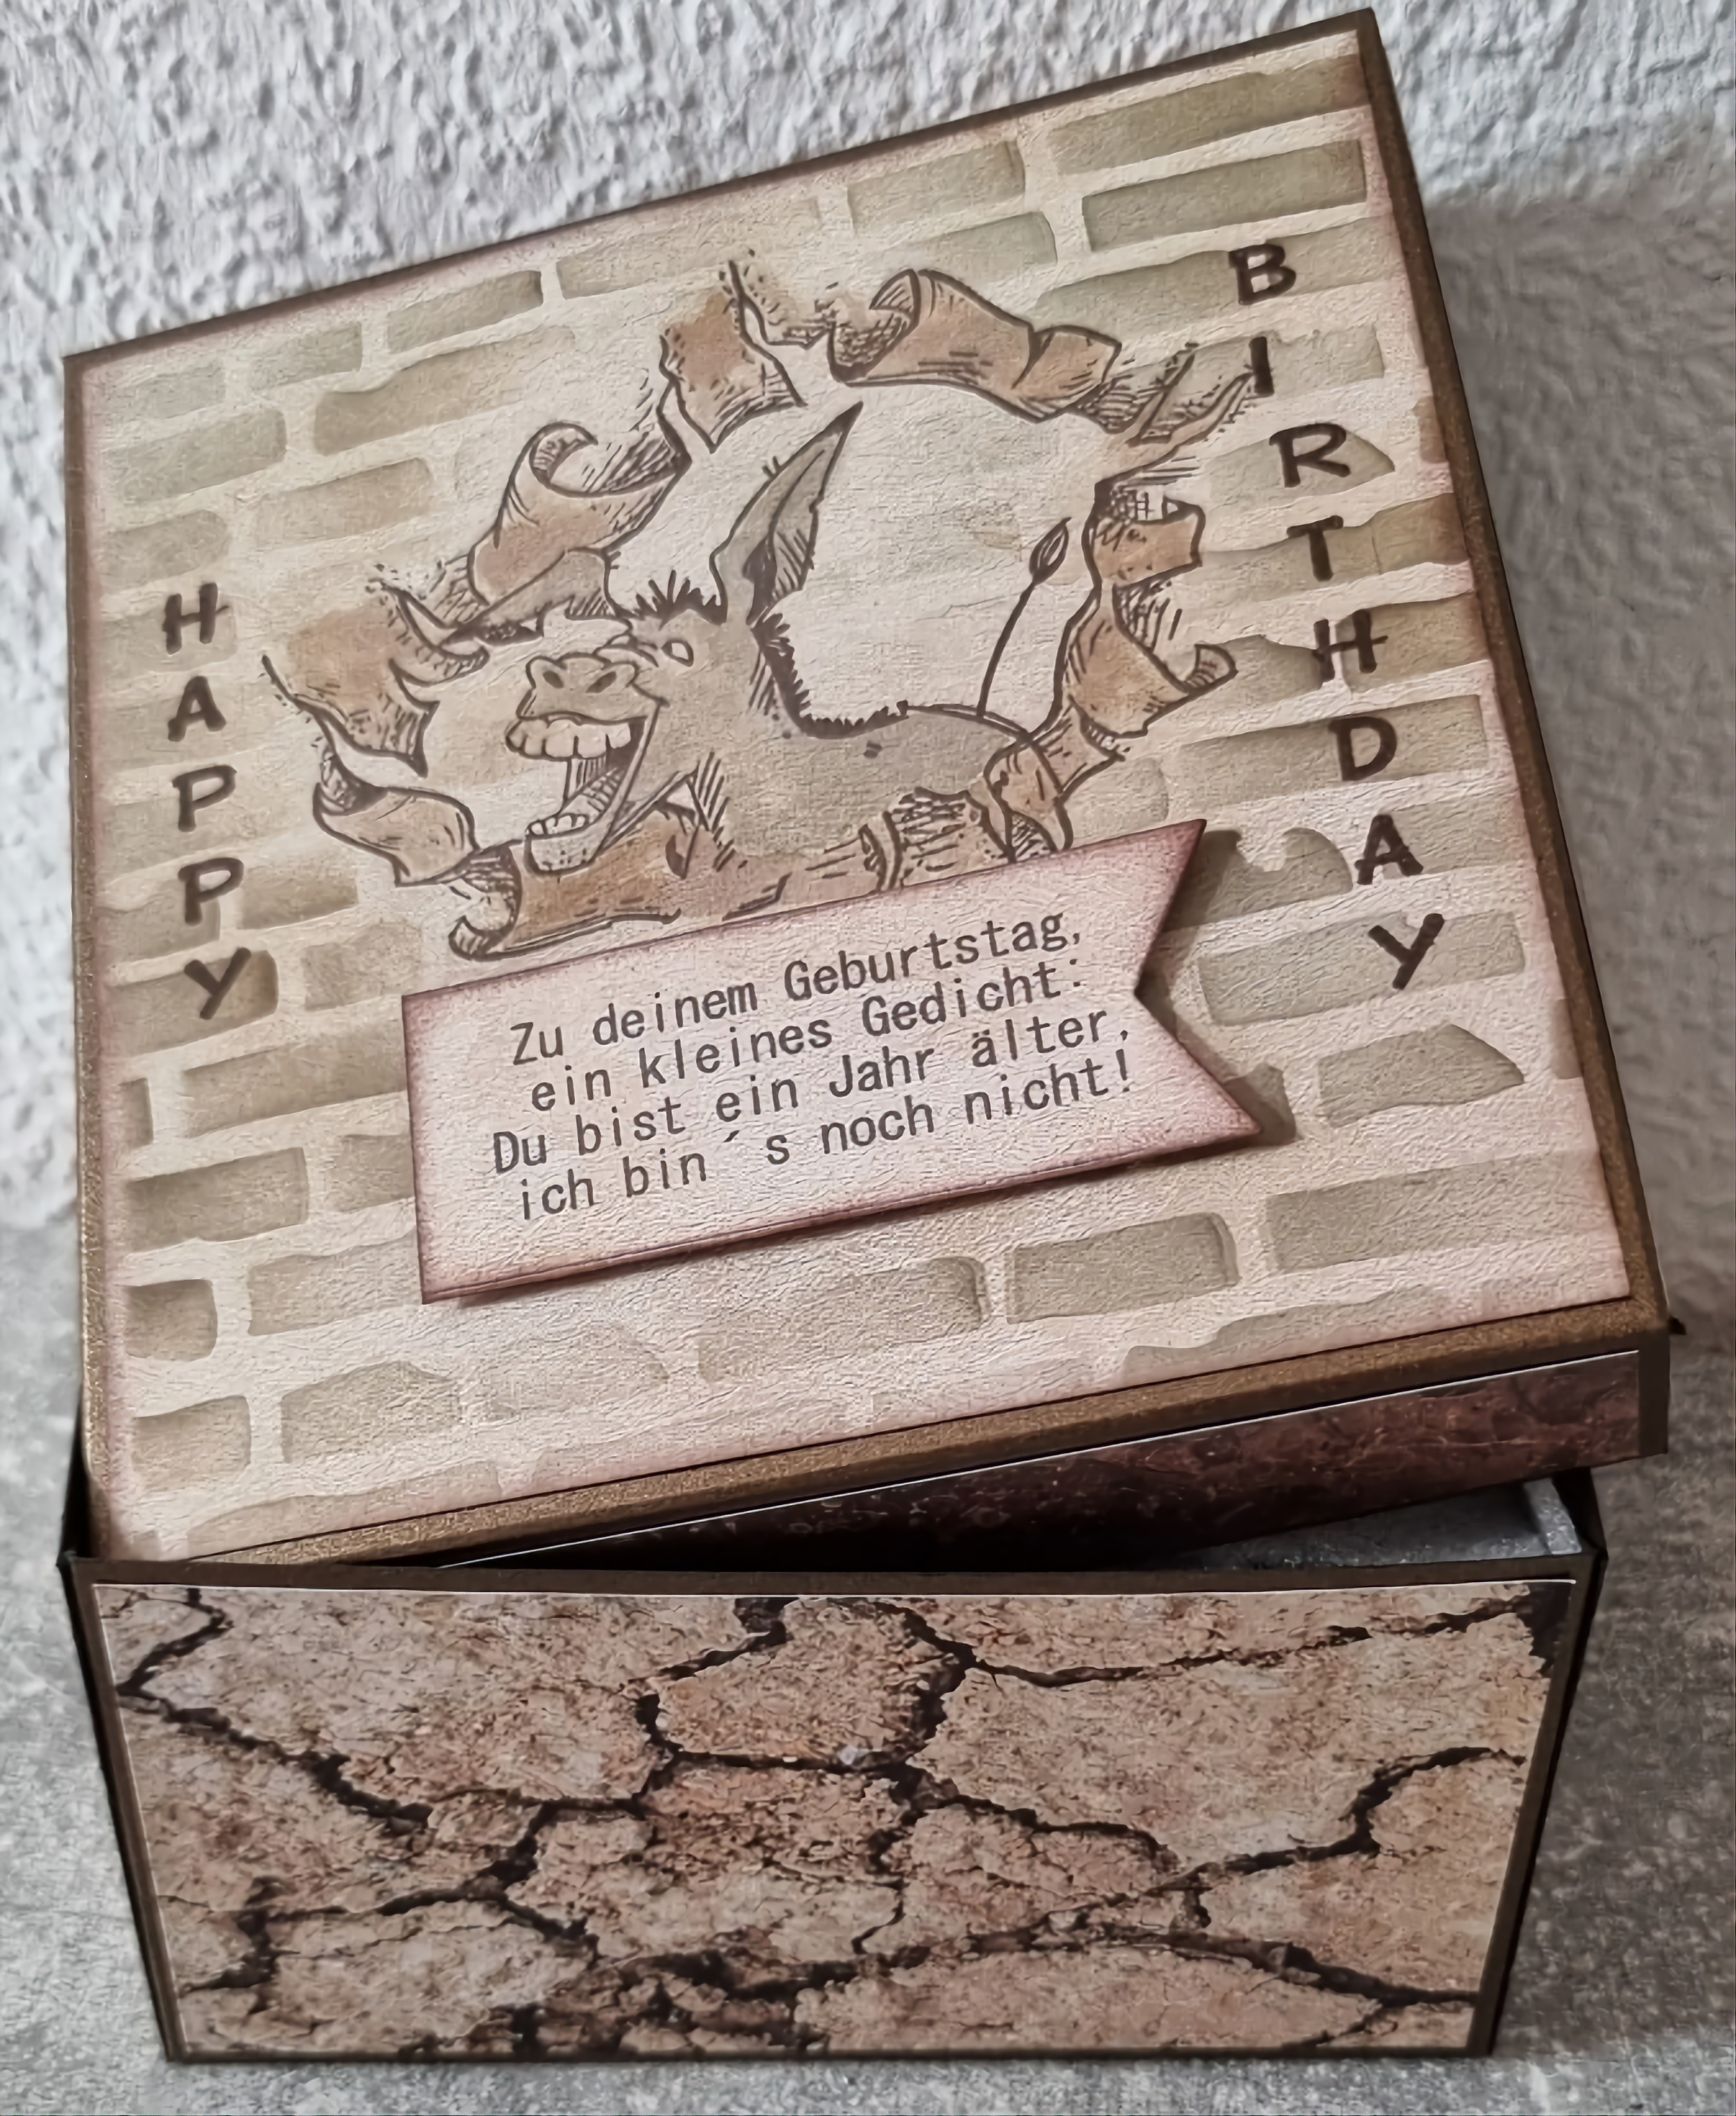 HAPPY
BIRTHDAY
Zu deinem Geburtstag,
ein kleines Gedicht:
Du bist ein Jahr älter,
ich bin´s noch nicht!